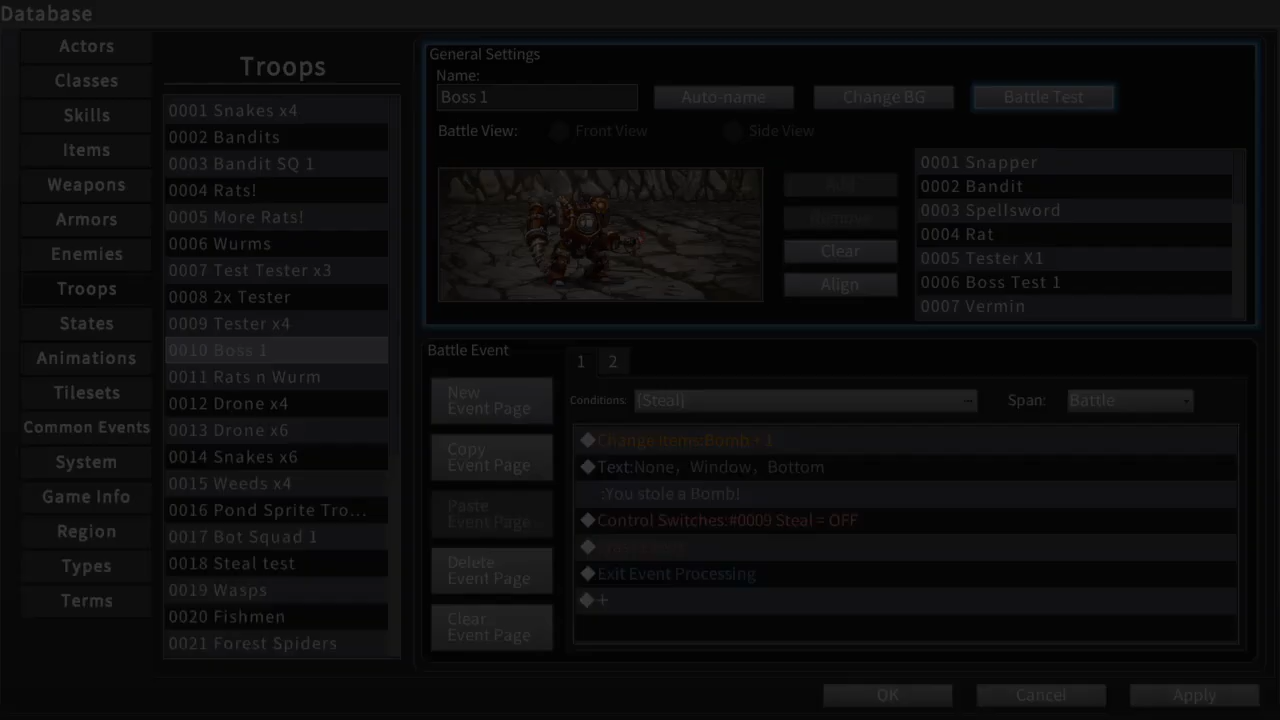 Database
Actors
Classes
Skills
Items
Weapons
Armors
Enemies
Troops
States
Animations
Tilesets
Common Events
System
Game Info
Region
Types
Terms
Troops
0001 Snakes x4
0002 Bandits
0003 Bandit SQ 1
0004 Rats!
0005 More Rats!
0006 Wurms
0007 Test Tester x3
0008 2x Tester
0009 Tester x4
0010 Boss 1
0011 Rats n Wurm
0012 Drone x4
0013 Drone x6
0014 Snakes x6
0015 Weeds x4
0016 Pond Sprite Tro...
0017 Bot Squad 1
0018 Steal test
0019 Wasps
0020 Fishmen
0021 Forest Spiders
General Settings
Name:
Boss 1
Auto-name
Change BG
Battle Test
Battle View:
Front View
Side View
Add
Remove
Clear
Align
0001 Snapper
0002 Bandit
0003 Spellsword
0004 Rat
0005 Tester X1
0006 Boss Test 1
0007 Vermin
Battle Event
1 2
New
Event Page
Copy
Event Page
Paste
Event Page
Delete
Event Page
Clear
Event Page
Conditions: [Steal]
Span: Battle
◆Change Items:Bomb + 1
◆Text:None, Window, Bottom
:You stole a Bomb!
◆Control Switches:#0009 Steal = OFF
◆Exit Event Processing
◆+
OK
Cancel
Apply